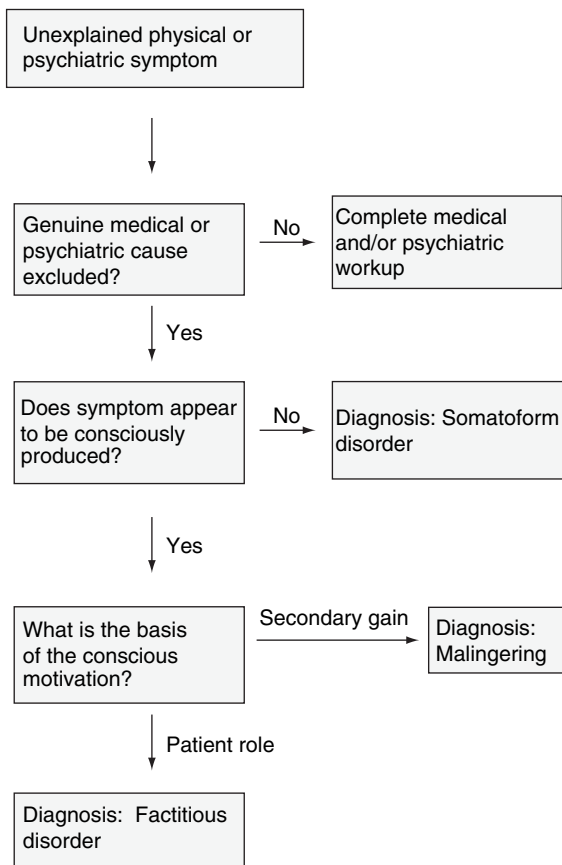 Unexplained physical or
psychiatric symptom
Genuine medical or
psychiatric cause
excluded?
No
Complete medical
and/or psychiatric
workup
Yes
Does symptom appear
to be consciously
produced?
No
Diagnosis: Somatoform
disorder
Yes
What is the basis
of the conscious
motivation?
Secondary gain
Diagnosis:
Malingering
Patient role
Diagnosis: Factitious
disorder